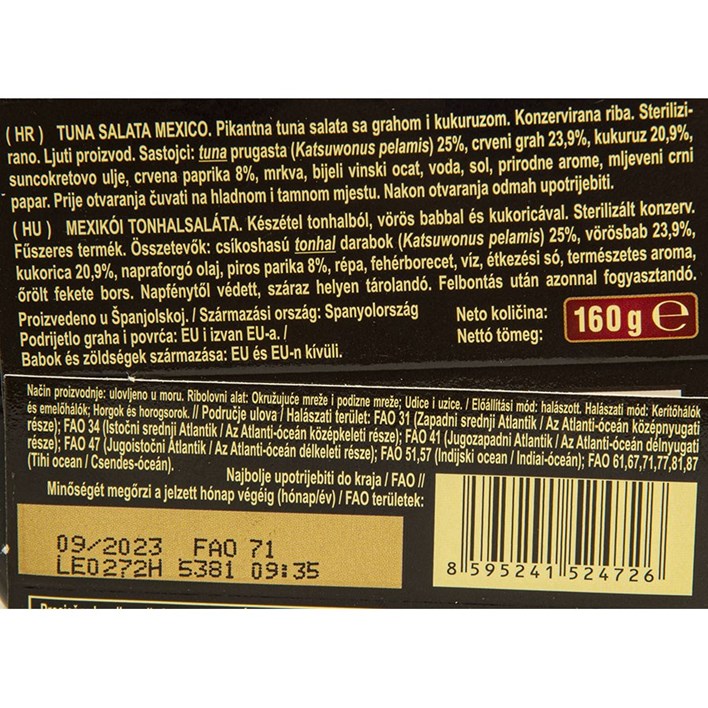 ( HR ) TUNA SALATA MEXICO. Pikantna tuna salata sa grahom i kukuruzom. Konzervirana riba. Sterilizi-
rano. Ljuti proizvod. Sastojci: tuna prugasta (Katsuwonus pelamis) 25%, crveni grah 23,9%, kukuruz 20,9%,
suncokretovo ulje, crvena paprika 8%, mrkva, bijeli vinski ocat, voda, sol, prirodne arome, mljeveni crni
papar. Prije otvaranja čuvati na hladnom i tamnom mjestu. Nakon otvaranja odmah upotrijebiti.
( HU ) MEXIKÓI TONHALSALÁTA. Készétel tonhalból, vörös babbal és kukoricával. Sterilizált konzerv.
Fűszeres termék. Összetevők: csíkoshasú tonhal darabok (Katsuwonus pelamis) 25%, vörösbab 23,9%,
kukorica 20,9%, napraforgó olaj, piros parika 8%, répa, fehérborecet, víz, étkezési só, természetes aroma,
őrölt fekete bors. Napfénytől védett, száraz helyen tárolandó. Felbontás után azonnal fogyasztandó.
Proizvedeno u Španjolskoj. / Származási ország: Spanyolország
Podrijetlo graha i povrća: EU i izvan EU-a. /
Babok és zöldségek származása: EU és EU-n kívüli.
Neto količina:
Nettó tömeg:
160 g ℮
Način proizvodnje: ulovljeno u moru. Ribolovni alat: Okružujuće mreže i podizne mreže; Udice i uzice. / Előállítási mód: halászott. Halászati mód: Kerítőhálók
és emelőhálók; Horgok és horogsorok. // Područje ulova / Halászati terület: FAO 31 (Zapadni srednji Atlantik / Az Atlanti-óceán középnyugati
része); FAO 34 (Istočni srednji Atlantik / Az Atlanti-óceán középkeleti része); FAO 41 (Jugozapadni Atlantik / Az Atlanti-óceán délnyugati
része); FAO 47 (Jugoistočni Atlantik / Az Atlanti-óceán délkeleti része); FAO 51,57 (Indijski ocean / Indiai-óceán); FAO 61,67,71,77,81,87
(Tihi ocean / Csendes-óceán).
Najbolje upotrijebiti do kraja / FAO //
Minőségét megőrzi a jelzett hónap végéig (hónap/év) / FAO területek:
09/2023 FAO 71
LE0272H 5381 09:35
8 595241 524726